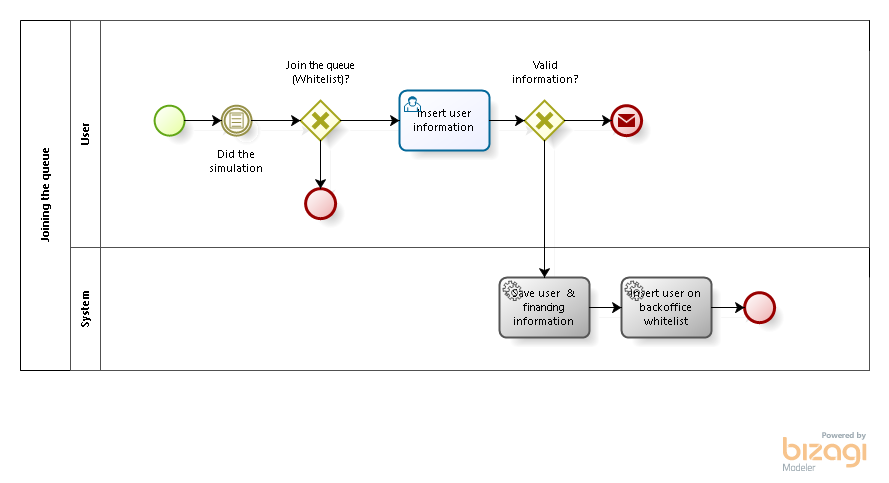 Joining the queue
User
Did the
simulation
Join the queue
(Whitelist)?
Insert user
information
Valid
information?
System
Save user &
financing
information
Insert user on
backoffice
whitelist
Powered by
bizagi
Modeler